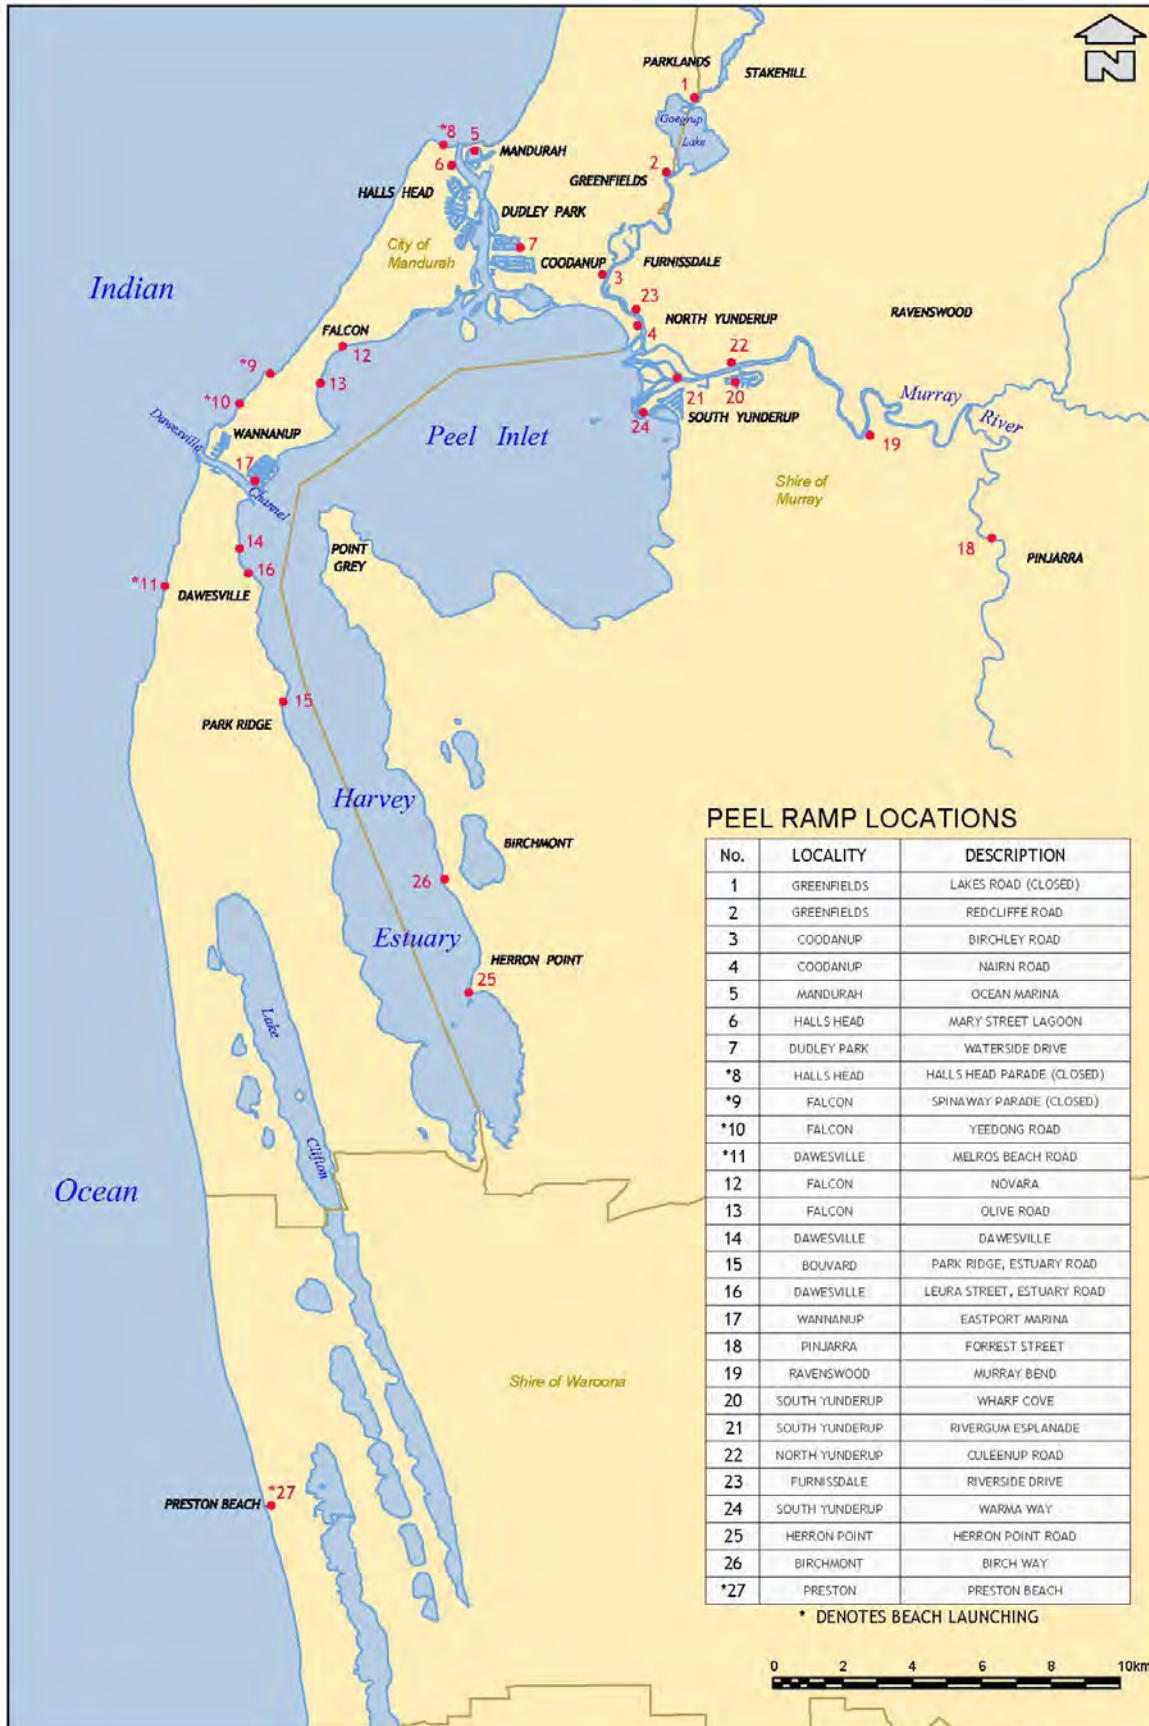 N
PARKLANDS
STAKEHILL
1
Goegrup
Lake
*8
5
MANDURAH
6
2
GREENFIELDS
HALLS HEAD
DUDLEY PARK
City of
Mandurah
7
COODANUP
FURNISSDALE
3
Indian
23
RAVENSWOOD
NORTH YUNDERUP
4
FALCON
12
22
*9
13
21
20
Murray
River
*10
24
SOUTH YUNDERUP
Dawesville
WANNANUP
Peel Inlet
19
17
Channel
Shire of
Murray
14
POINT
GREY
18
PINJARRA
16
*11
DAWESVILLE
15
PARK RIDGE
Harvey
BIRCHMONT
26
Estuary
HERRON POINT
25
Lake
Clifton
Ocean
Shire of Waroona
*27
PRESTON BEACH
PEEL RAMP LOCATIONS
No. LOCALITY DESCRIPTION
1 GREENFIELDS LAKES ROAD (CLOSED)
2 GREENFIELDS REDCLIFFE ROAD
3 COODANUP BIRCHLEY ROAD
4 COODANUP NAIRN ROAD
5 MANDURAH OCEAN MARINA
6 HALLS HEAD MARY STREET LAGOON
7 DUDLEY PARK WATERSIDE DRIVE
*8 HALLS HEAD HALLS HEAD PARADE (CLOSED)
*9 FALCON SPINAWAY PARADE (CLOSED)
*10 FALCON YEEDONG ROAD
*11 DAWESVILLE MELROS BEACH ROAD
12 FALCON NOVARA
13 FALCON OLIVE ROAD
14 DAWESVILLE DAWESVILLE
15 BOUVARD PARK RIDGE, ESTUARY ROAD
16 DAWESVILLE LEURA STREET, ESTUARY ROAD
17 WANNANUP EASTPORT MARINA
18 PINJARRA FORREST STREET
19 RAVENSWOOD MURRAY BEND
20 SOUTH YUNDERUP WHARF COVE
21 SOUTH YUNDERUP RIVERGUM ESPLANADE
22 NORTH YUNDERUP CULEENUP ROAD
23 FURNISSDALE RIVERSIDE DRIVE
24 SOUTH YUNDERUP WARMA WAY
25 HERRON POINT HERRON POINT ROAD
26 BIRCHMONT BIRCH WAY
*27 PRESTON PRESTON BEACH
* DENOTES BEACH LAUNCHING
0 2 4 6 8 10km